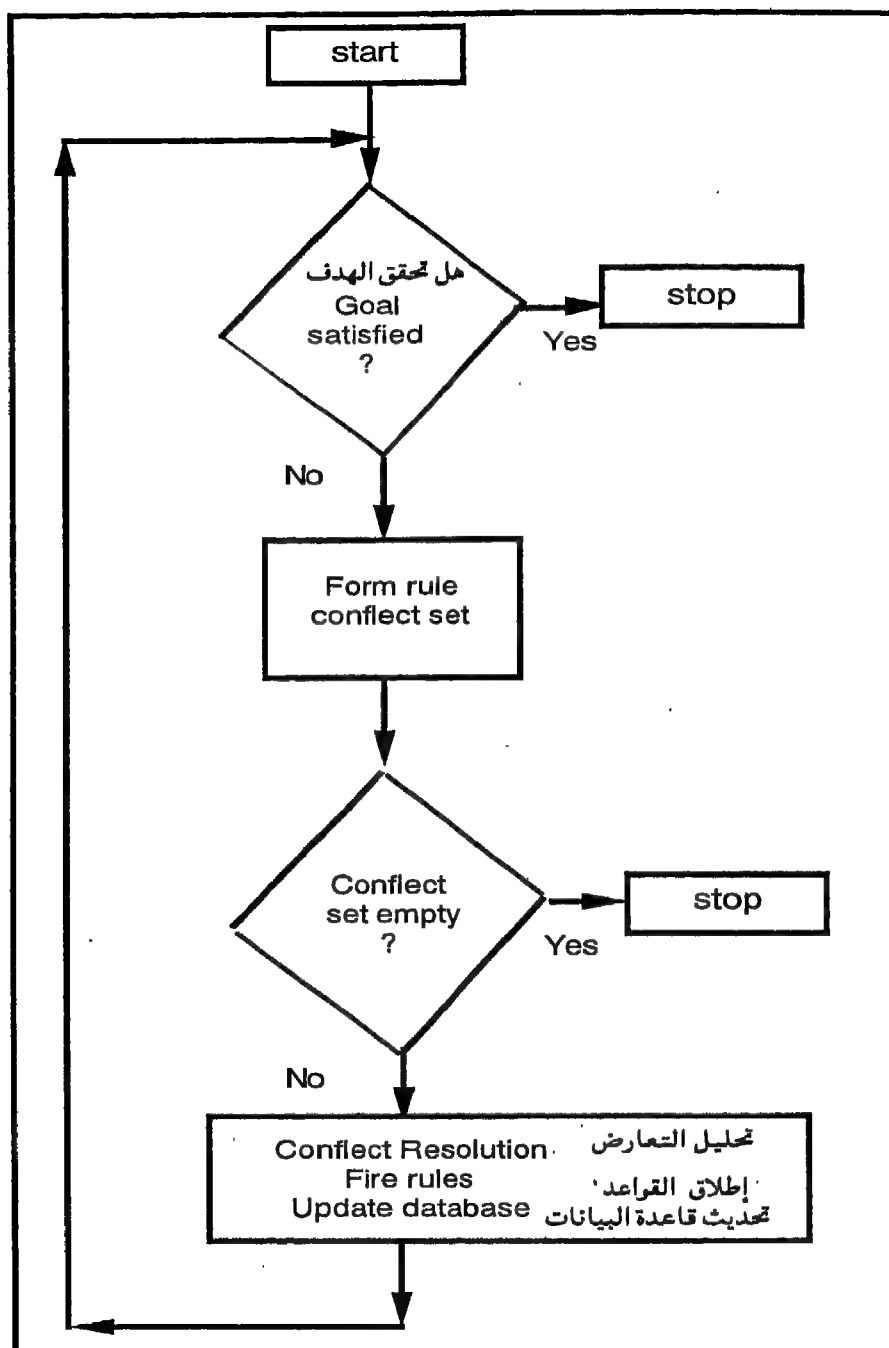 start
هل تحقق الهدف
Goal
satisfied
?
stop
Yes
No
Form rule
conflect set
Conflect
set empty
?
stop
Yes
No
Conflect Resolution تحليل التعارض
Fire rules إطلاق القواعد
Update database تحديث قاعدة البيانات